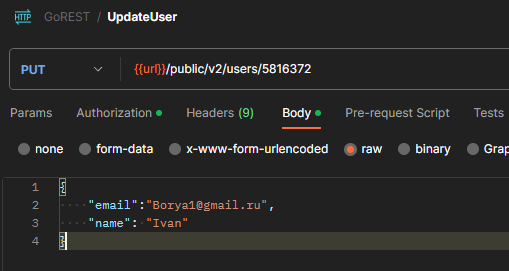 HTTP GoREST / UpdateUser
PUT {{url}}/public/v2/users/5816372
Params Authorization Headers (9) Body Pre-request Script Tests
none form-data x-www-form-urlencoded raw binary Grap
1 {
2 "email":"Borya1@gmail.ru",
3 "name": "Ivan"
4 }